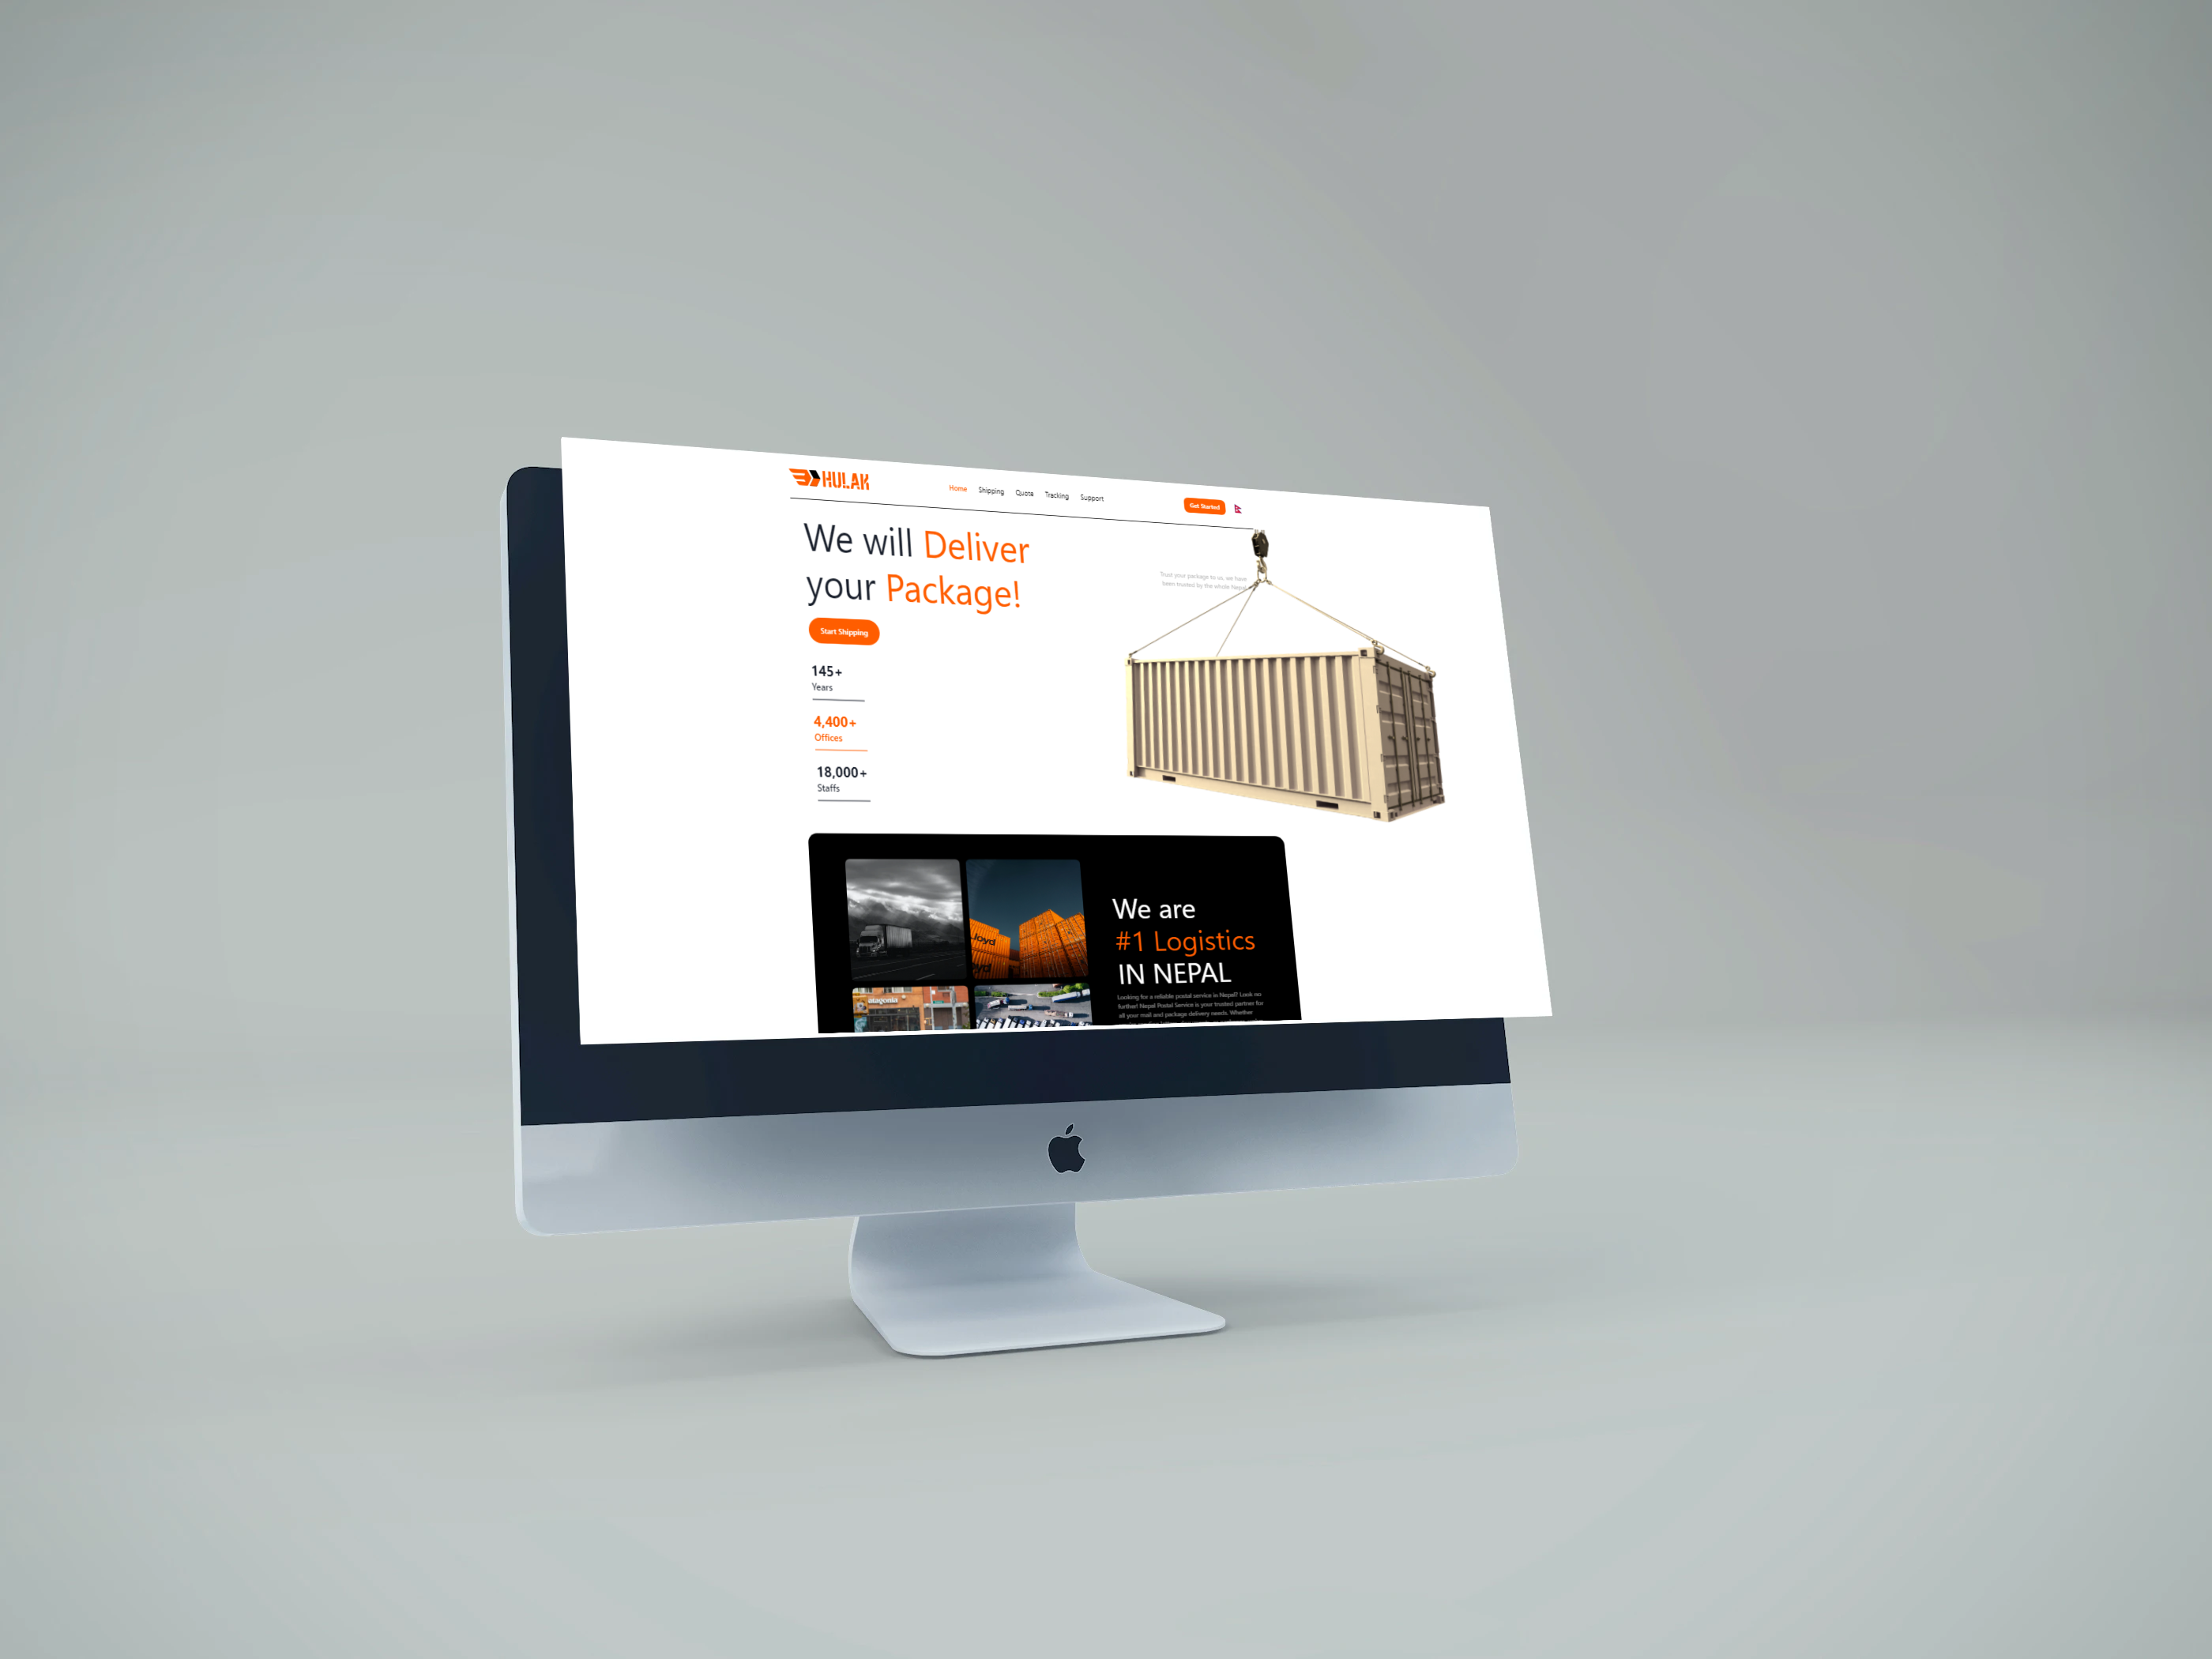 HULAK
Home Shipping Quote Tracking Support
Get Started
We will Deliver
your Package!
Trust your package to us, we have
been trusted by the whole Nepal
Start Shipping
145+
Years
4,400+
Offices
18,000+
Staffs
loyd
yd
atagonia
We are
#1 Logistics
IN NEPAL
Looking for a reliable postal service in Nepal? Look no
further! Nepal Postal Service is your trusted partner for
all your mail and package delivery needs. Whether